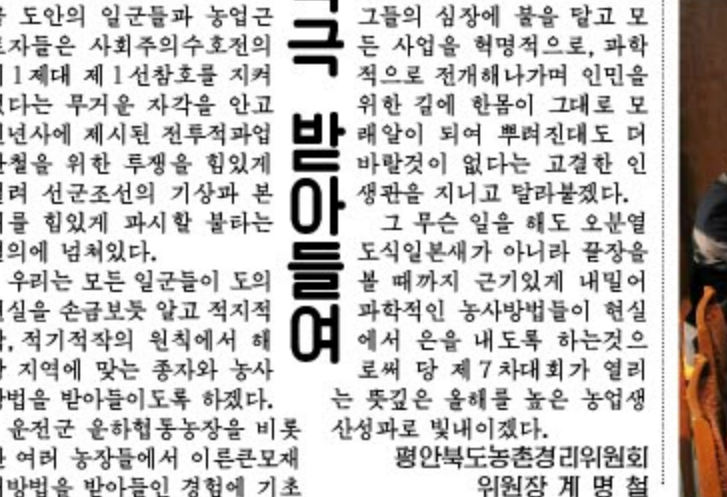 도안의 일군들과 농업근
자들은 사회주의수호전의
1제대 제1선참호를 지켜
다는 무거운 자각을 안고
년사에 제시된 전투적과업
철을 위한 투쟁을 힘있게
려 선군조선의 기상과 본
를 힘있게 파시할 불타는
의에 넘쳐있다.
우리는 모든 일군들이 도의
실을 손금보듯 알고 적지적
, 적기적작의 원칙에서 해
지역에 맞는 종자와 농사
법을 받아들이도록 하겠다.
운전군 운하협동농장을 비롯
여러 농장들에서 이른큰모재
방법을 받아들인 경험에 기초
극 받아들여
그들의 심장에 불을 달고 모
든 사업을 혁명적으로, 과학
적으로 전개해나가며 인민을
위한 길에 한몸이 그대로 모
래알이 되여 뿌려진대도 더
바랄것이 없다는 고결한 인
생관을 지니고 달라붙겠다.
그 무슨 일을 해도 오분열
도식일본새가 아니라 끝장을
볼 때까지 근기있게 내밀어
과학적인 농사방법들이 현실
에서 은을 내도록 하는것으
로써 당 제7차대회가 열리
는 뜻깊은 올해를 높은 농업생
산성과로 빛내이겠다.
평안북도농촌경리위원회
위원장 계 명 철